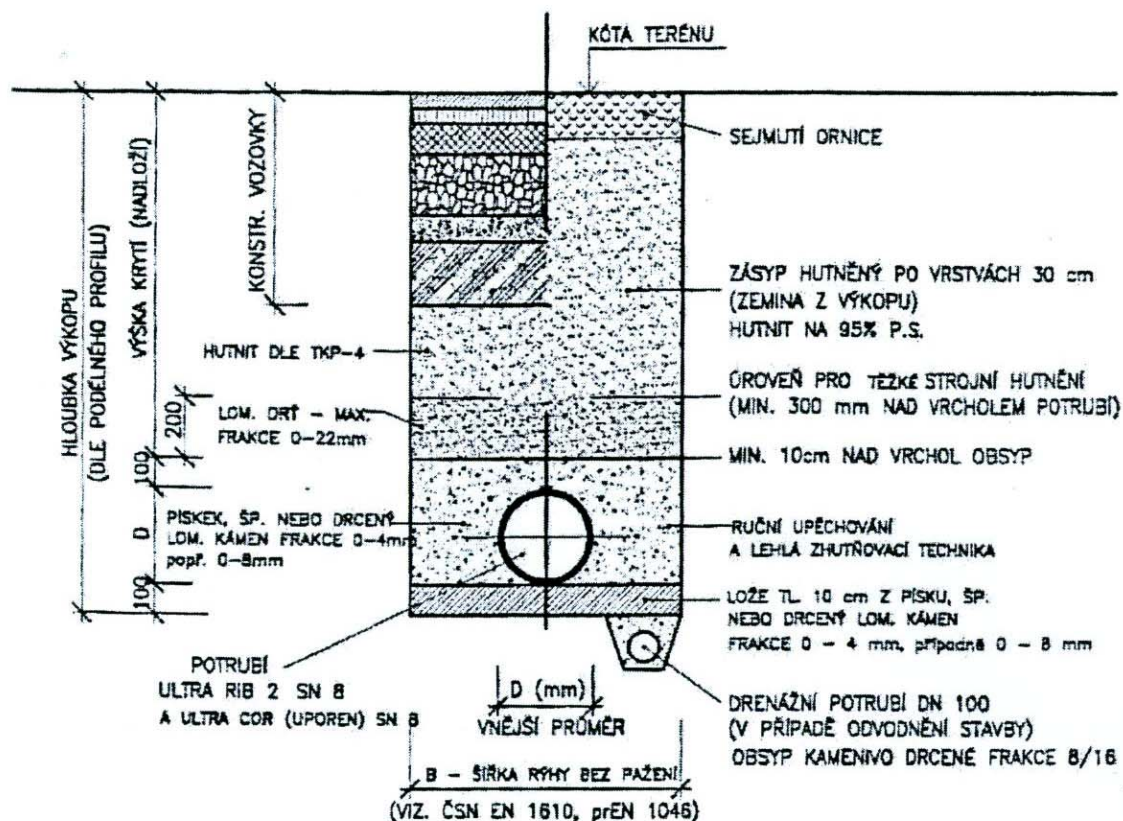 KÓTA TERÉNU
SEJMUTÍ ORNICE
HLOUBKA VÝKOPU
(DLE PODÉLNÉHO PROFILU)
VÝŠKA KRYTÍ (NADLOŽÍ)
KONSTR. VOZOVKY
ZÁSYP HUTNĚNÝ PO VRSTVÁCH 30 cm
(ZEMINA Z VÝKOPU)
HUTNIT NA 95% P.S.
HUTNIT DLE TKP-4
ÚROVEŇ PRO TĚŽKÉ STROJNÍ HUTNĚNÍ
(MIN. 300 mm NAD VRCHOLEM POTRUBÍ)
200
LOM. DRŤ - MAX.
FRAKCE 0-22mm
MIN. 10cm NAD VRCHOL OBSYP
100
D
PÍSKEK, ŠP. NEBO DRCENÝ
LOM. KÁMEN FRAKCE 0-4mm
popř. 0-8mm
RUČNÍ UPĚCHOVÁNÍ
A LEHLÁ ZHUTŇOVACÍ TECHNIKA
100
LOŽE TL. 10 cm Z PÍSKU, ŠP.
NEBO DRCENÝ LOM. KÁMEN
FRAKCE 0 - 4 mm, případně 0 - 8 mm
POTRUBÍ
ULTRA RIB 2 SN 8
A ULTRA COR (UPOREN) SN 8
D (mm)
VNĚJŠÍ PRŮMĚR
DRENÁŽNÍ POTRUBÍ DN 100
(V PŘÍPADĚ ODVODNĚNÍ STAVBY)
OBSYP KAMENIVO DRCENÉ FRAKCE 8/16
B - ŠÍŘKA RÝHY BEZ PAŽENÍ
(VIZ. ČSN EN 1610, prEN 1046)